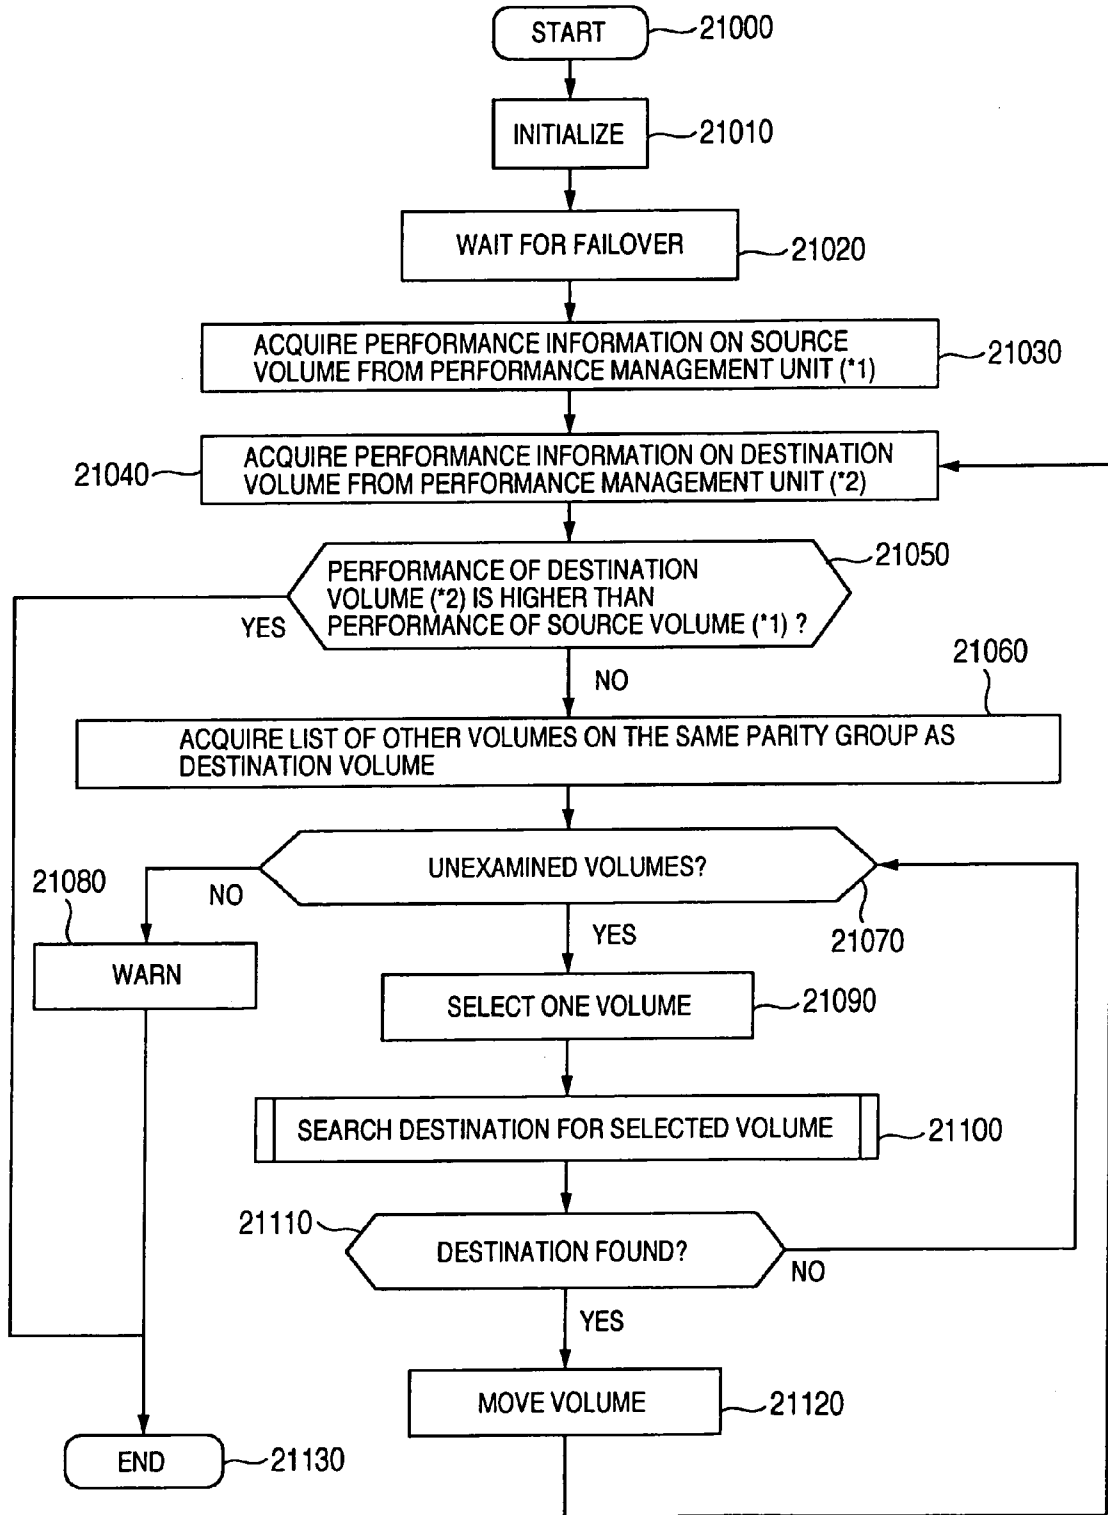 START
21000
INITIALIZE
21010
WAIT FOR FAILOVER
21020
ACQUIRE PERFORMANCE INFORMATION ON SOURCE
VOLUME FROM PERFORMANCE MANAGEMENT UNIT (*1)
21030
21040
ACQUIRE PERFORMANCE INFORMATION ON DESTINATION
VOLUME FROM PERFORMANCE MANAGEMENT UNIT (*2)
21050
PERFORMANCE OF DESTINATION
VOLUME (*2) IS HIGHER THAN
PERFORMANCE OF SOURCE VOLUME (*1) ?
YES
NO
21060
ACQUIRE LIST OF OTHER VOLUMES ON THE SAME PARITY GROUP AS
DESTINATION VOLUME
UNEXAMINED VOLUMES?
21070
NO
21080
YES
WARN
SELECT ONE VOLUME
21090
SEARCH DESTINATION FOR SELECTED VOLUME
21100
21110
DESTINATION FOUND?
NO
YES
MOVE VOLUME
21120
END
21130